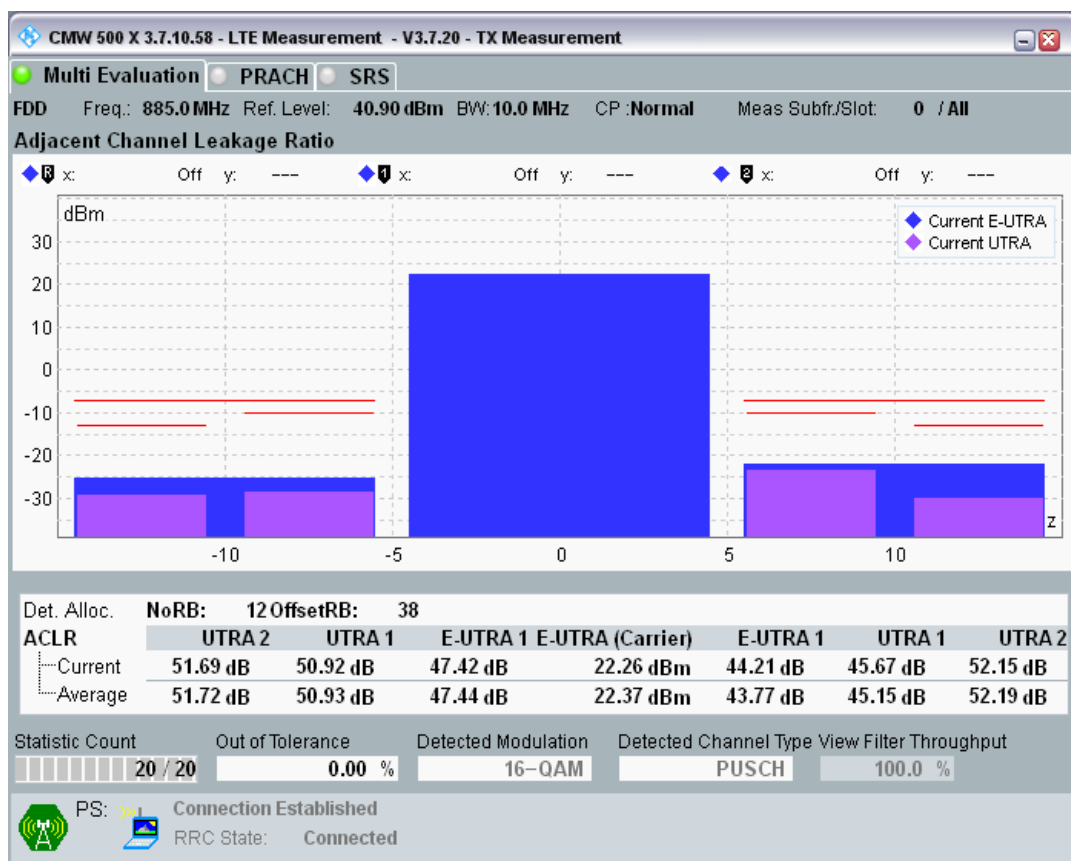 CMW 500 X 3.7.10.58 - LTE Measurement - V3.7.20 - TX Measurement
Multi Evaluation PRACH SRS
FDD Freq.: 885.0 MHz Ref. Level: 40.90 dBm BW: 10.0 MHz CP :Normal Meas Subfr./Slot: 0 / All
Adjacent Channel Leakage Ratio
R x: Off y: --- 1 x: Off y: --- 2 x: Off y: ---
dBm
Current E-UTRA
Current UTRA
30
20
10
0
-10
-20
-30
z
-10 -5 0 5 10
Det. Alloc. NoRB: 12 OffsetRB: 38
ACLR UTRA 2 UTRA 1 E-UTRA 1 E-UTRA (Carrier) E-UTRA 1 UTRA 1 UTRA 2
Current 51.69 dB 50.92 dB 47.42 dB 22.26 dBm 44.21 dB 45.67 dB 52.15 dB
Average 51.72 dB 50.93 dB 47.44 dB 22.37 dBm 43.77 dB 45.15 dB 52.19 dB
Statistic Count Out of Tolerance Detected Modulation Detected Channel Type View Filter Throughput
20 / 20 0.00 % 16-QAM PUSCH 100.0 %
PS: Connection Established
RRC State: Connected